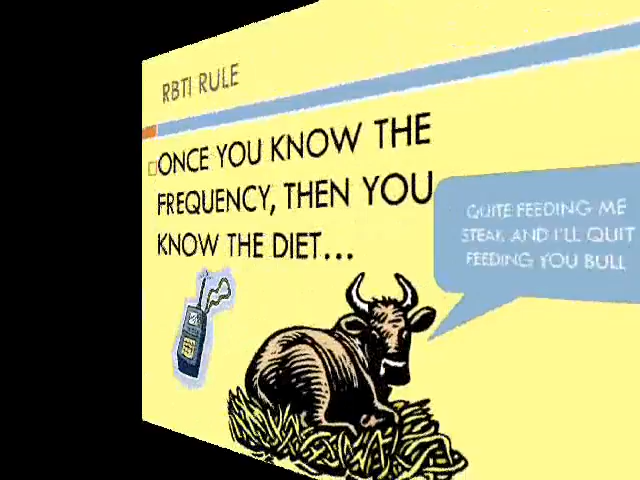 RBTI RULE
ONCE YOU KNOW THE
FREQUENCY, THEN YOU
KNOW THE DIET...
QUITE FEEDING ME
STEAK AND I'LL QUIT
FEEDING YOU BULL